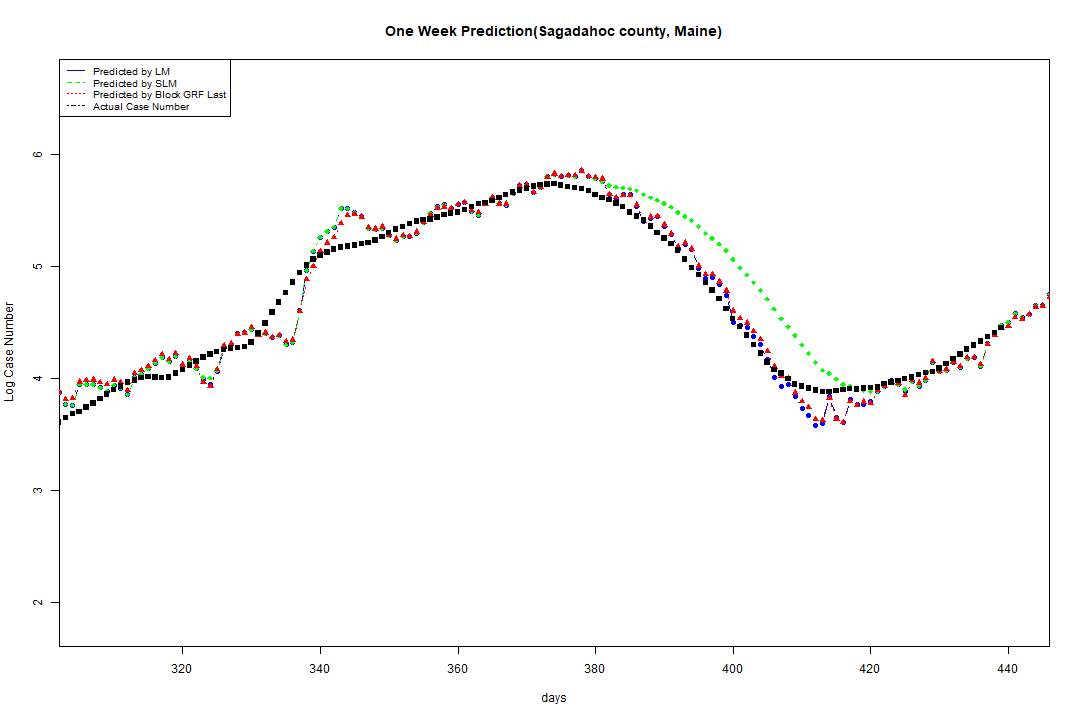 One Week Prediction(Sagadahoc county, Maine)
Predicted by LM
Predicted by SLM
Predicted by Block GRF Last
Actual Case Number
6
5
4
3
2
Log Case Number
320 340 360 380 400 420 440
days